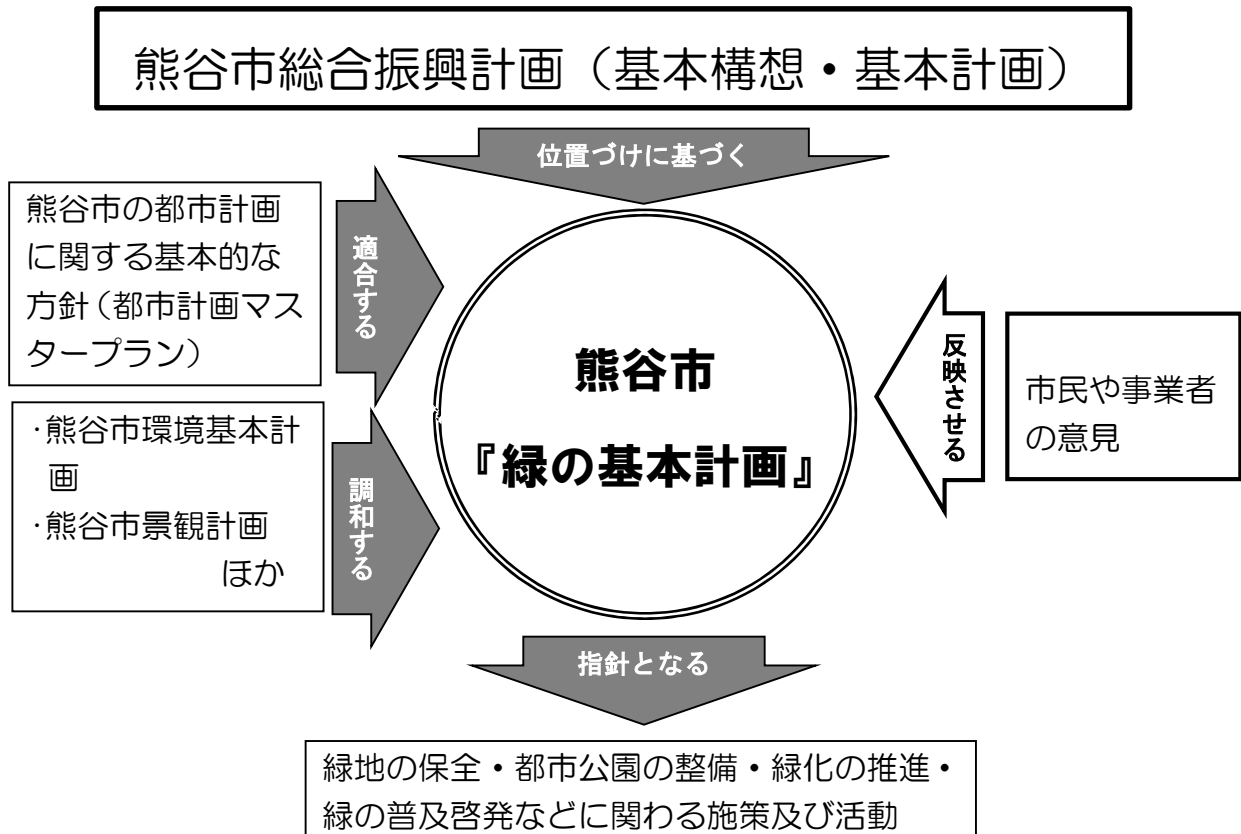 熊谷市総合振興計画（基本構想・基本計画）
位置づけに基づく
熊谷市の都市計画
に関する基本的な
方針（都市計画マス
タープラン）
適合する
・熊谷市環境基本計
画
・熊谷市景観計画
ほか
調和する
熊谷市
『緑の基本計画』
反映させる
市民や事業者
の意見
指針となる
緑地の保全・都市公園の整備・緑化の推進・
緑の普及啓発などに関わる施策及び活動